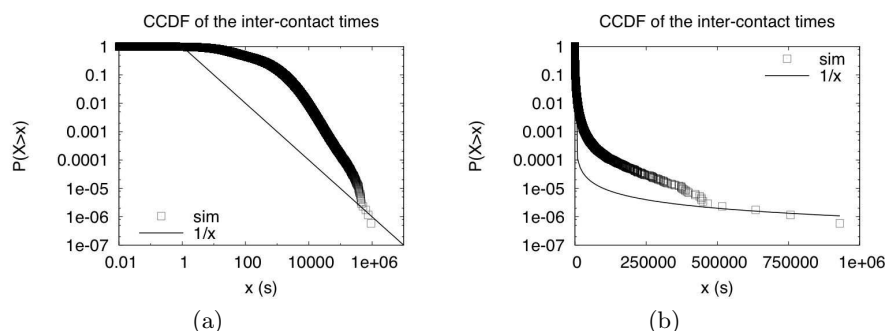 CCDF of the inter-contact times
P(X>x)
1
0.1
0.01
0.001
0.0001
1e-05
1e-06
1e-07
sim
1/x
0.01 1 100 10000 1e+06
x (s)
(a)
CCDF of the inter-contact times
P(X>x)
1
0.1
0.01
0.001
0.0001
1e-05
1e-06
1e-07
sim
1/x
0 250000 500000 750000 1e+06
x (s)
(b)